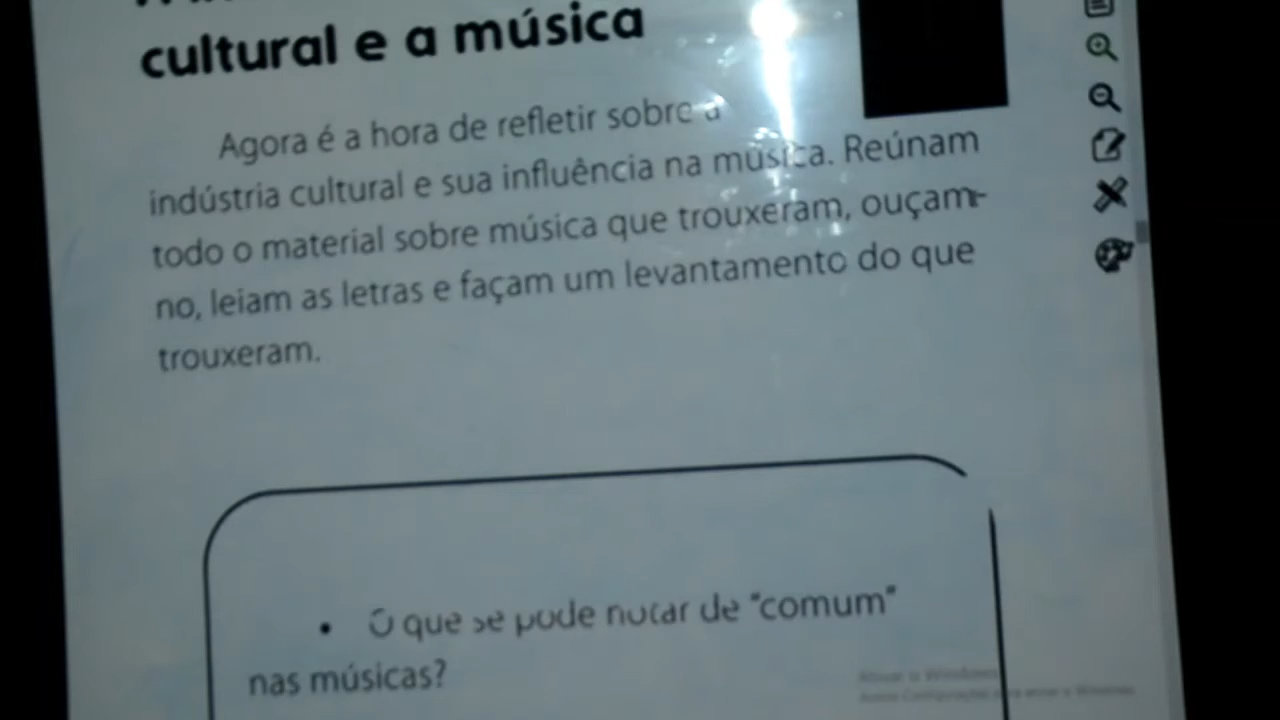 cultural e a música
Agora é a hora de refletir sobre a
indústria cultural e sua influência na música. Reúnam
todo o material sobre música que trouxeram, ouçam-
no, leiam as letras e façam um levantamento do que
trouxeram.
• O que se pode notar de "comum"
nas músicas?
Ativar o Windows